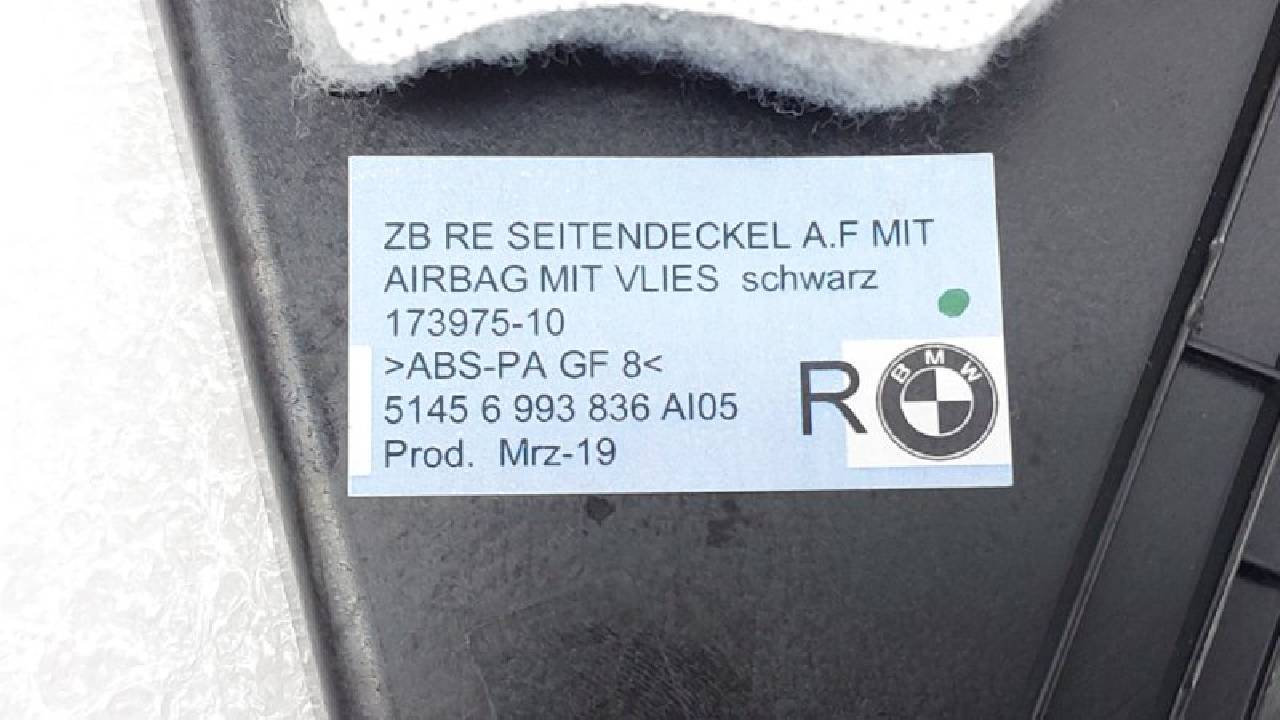 ZB RE SEITENDECKEL A.F MIT
AIRBAG MIT VLIES schwarz
173975-10
>ABS-PA GF 8<
5145 6 993 836 AI05
Prod. Mrz-19
R
BMW